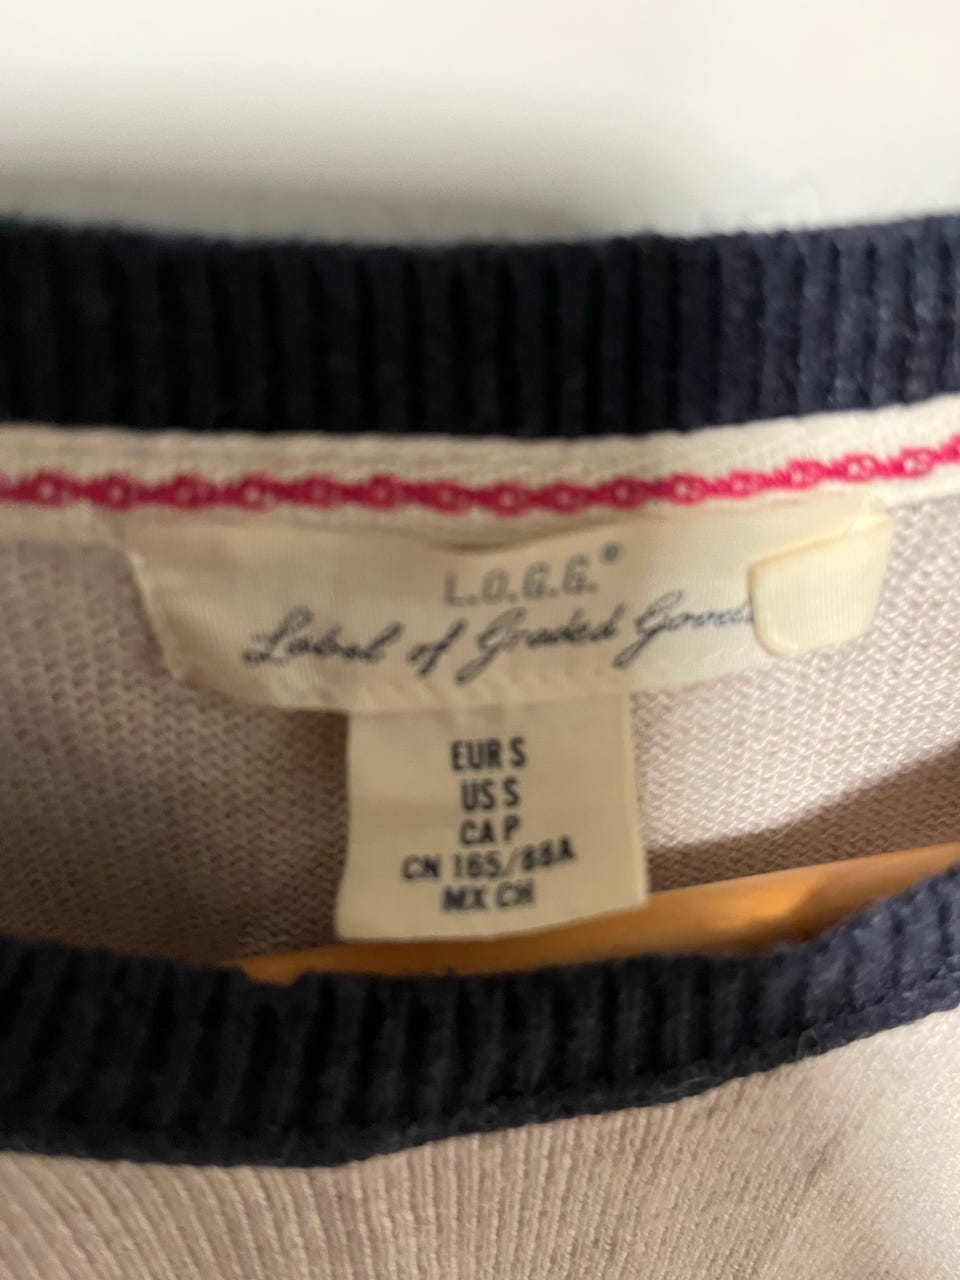 L.O.G.G.®
Label of Graded Goods
EUR S
US S
CA P
CN 165/88A
MX CH